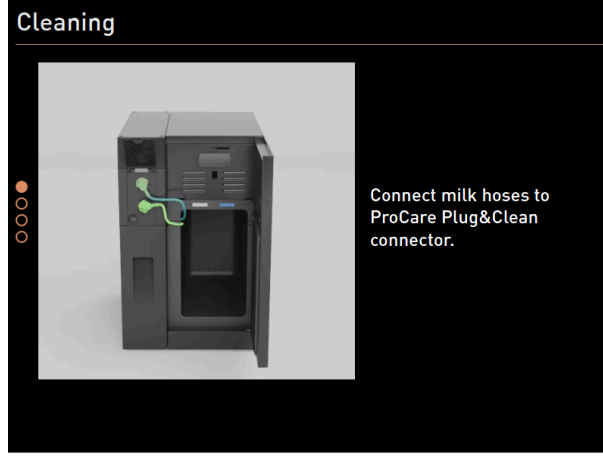 Cleaning
Connect milk hoses to
ProCare Plug&Clean
connector.